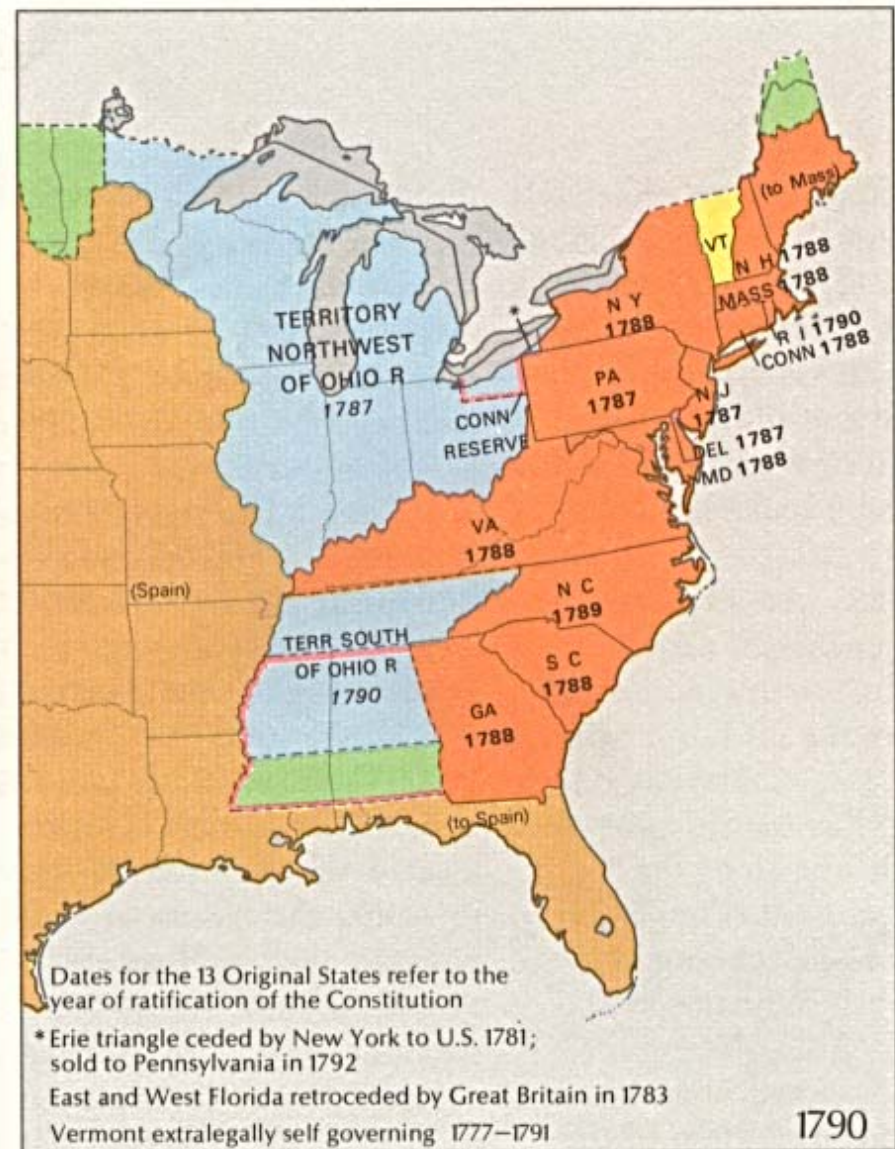 (to Mass)
VT
N H 1788
MASS 1788
N Y
1788
R I 1790
CONN 1788
*
TERRITORY
NORTHWEST
OF OHIO R
1787
PA
1787
N J
1787
CONN
RESERVE
DEL 1787
MD 1788
VA
1788
(Spain)
N C
1789
TERR SOUTH
OF OHIO R
1790
S C
1788
GA
1788
(to Spain)
Dates for the 13 Original States refer to the
year of ratification of the Constitution
* Erie triangle ceded by New York to U.S. 1781;
sold to Pennsylvania in 1792
East and West Florida retroceded by Great Britain in 1783
Vermont extralegally self governing 1777–1791
1790